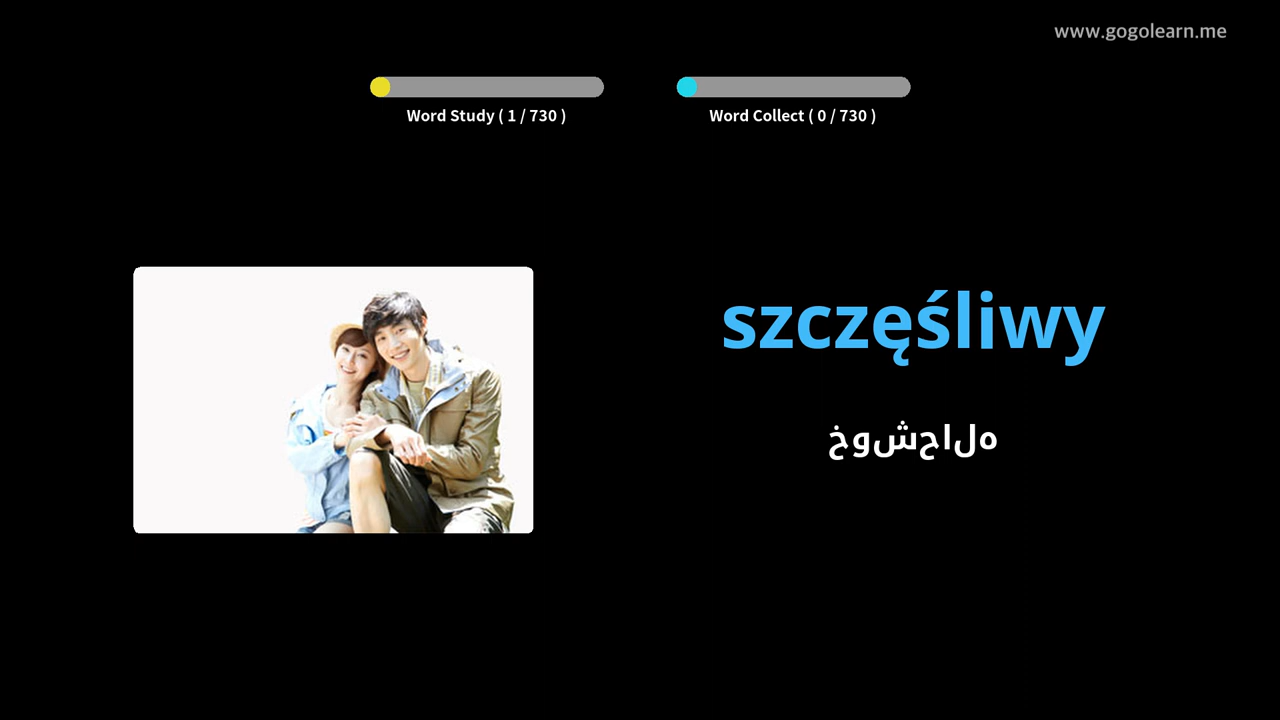 www.gogolearn.me
Word Study ( 1 / 730 )
Word Collect ( 0 / 730 )
szczęśliwy
خوشحاله